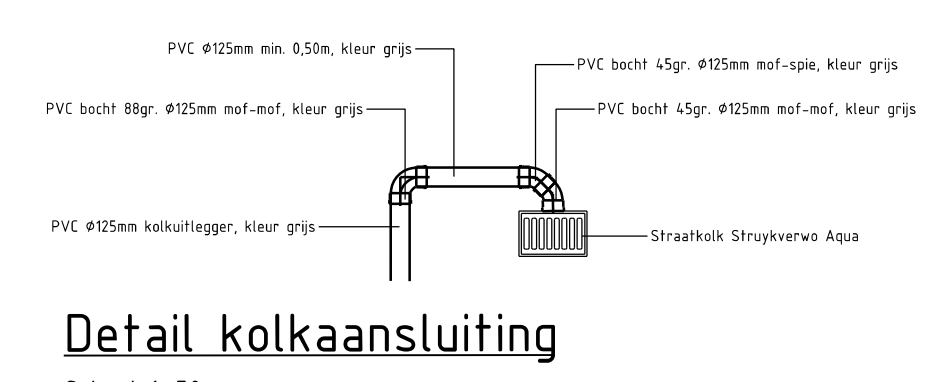 PVC Ø125mm min. 0,50m, kleur grijs
PVC bocht 45gr. Ø125mm mof-spie, kleur grijs
PVC bocht 88gr. Ø125mm mof-mof, kleur grijs
PVC bocht 45gr. Ø125mm mof-mof, kleur grijs
PVC Ø125mm kolkuitlegger, kleur grijs
Straatkolk Struykverwo Aqua
Detail kolkaansluiting